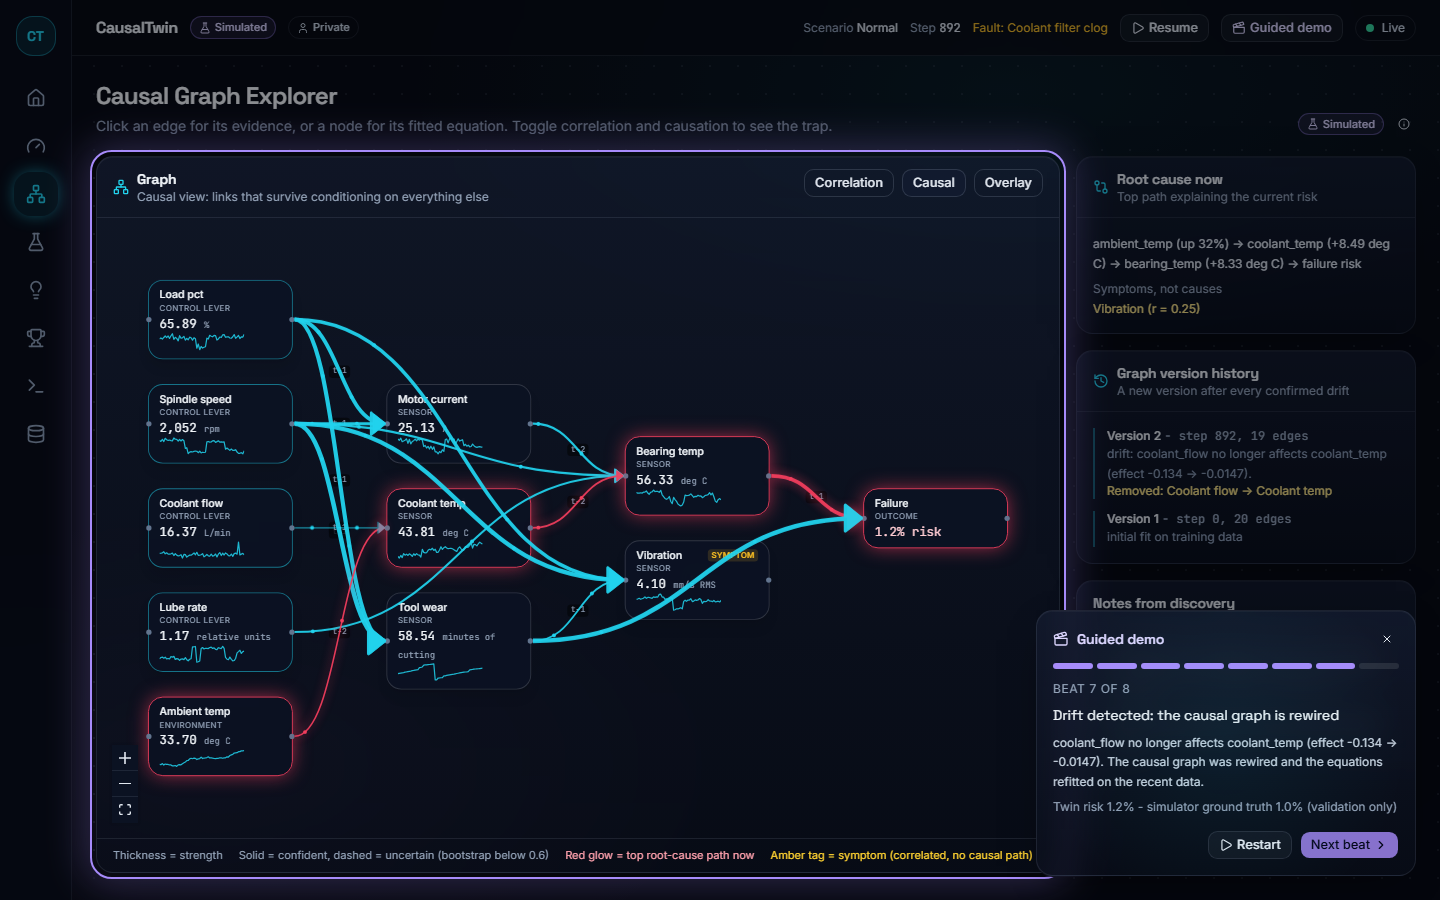 CT
CausalTwin
Simulated
Private
Scenario Normal
Step 892
Fault: Coolant filter clog
Resume
Guided demo
Live
Causal Graph Explorer
Click an edge for its evidence, or a node for its fitted equation. Toggle correlation and causation to see the trap.
Simulated
Graph
Causal view: links that survive conditioning on everything else
Correlation
Causal
Overlay
Load pct
CONTROL LEVER
65.89 %
Spindle speed
CONTROL LEVER
2,052 rpm
Coolant flow
CONTROL LEVER
16.37 L/min
Lube rate
CONTROL LEVER
1.17 relative units
Ambient temp
ENVIRONMENT
33.70 deg C
Motor current
SENSOR
25.13
Coolant temp
SENSOR
43.81 deg C
Tool wear
SENSOR
58.54 minutes of
cutting
Bearing temp
SENSOR
56.33 deg C
Vibration
SYMPTOM
SENSOR
4.10 mm/s RMS
Failure
OUTCOME
1.2% risk
t-1
t-1
t-2
t-2
t-2
t-1
t-1
Thickness = strength
Solid = confident, dashed = uncertain (bootstrap below 0.6)
Red glow = top root-cause path now
Amber tag = symptom (correlated, no causal path)
Root cause now
Top path explaining the current risk
ambient_temp (up 32%) → coolant_temp (+8.49 deg
C) → bearing_temp (+8.33 deg C) → failure risk
Symptoms, not causes
Vibration (r = 0.25)
Graph version history
A new version after every confirmed drift
Version 2 - step 892, 19 edges
drift: coolant_flow no longer affects coolant_temp
(effect -0.134 → -0.0147).
Removed: Coolant flow → Coolant temp
Version 1 - step 0, 20 edges
initial fit on training data
Notes from discovery
Guided demo
BEAT 7 OF 8
Drift detected: the causal graph is rewired
coolant_flow no longer affects coolant_temp (effect -0.134 →
-0.0147). The causal graph was rewired and the equations
refitted on the recent data.
Twin risk 1.2% - simulator ground truth 1.0% (validation only)
Restart
Next beat